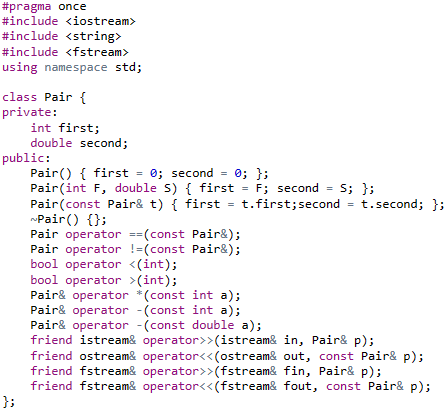 #pragma once
#include <iostream>
#include <string>
#include <fstream>
using namespace std;

class Pair {
private:
    int first;
    double second;
public:
    Pair() { first = 0; second = 0; };
    Pair(int F, double S) { first = F; second = S; };
    Pair(const Pair& t) { first = t.first;second = t.second; };
    ~Pair() {};
    Pair operator ==(const Pair&);
    Pair operator !=(const Pair&);
    bool operator <(int);
    bool operator >(int);
    Pair& operator *(const int a);
    Pair& operator -(const int a);
    Pair& operator -(const double a);
    friend istream& operator>>(istream& in, Pair& p);
    friend ostream& operator<<(ostream& out, const Pair& p);
    friend fstream& operator>>(fstream& fin, Pair& p);
    friend fstream& operator<<(fstream& fout, const Pair& p);
};